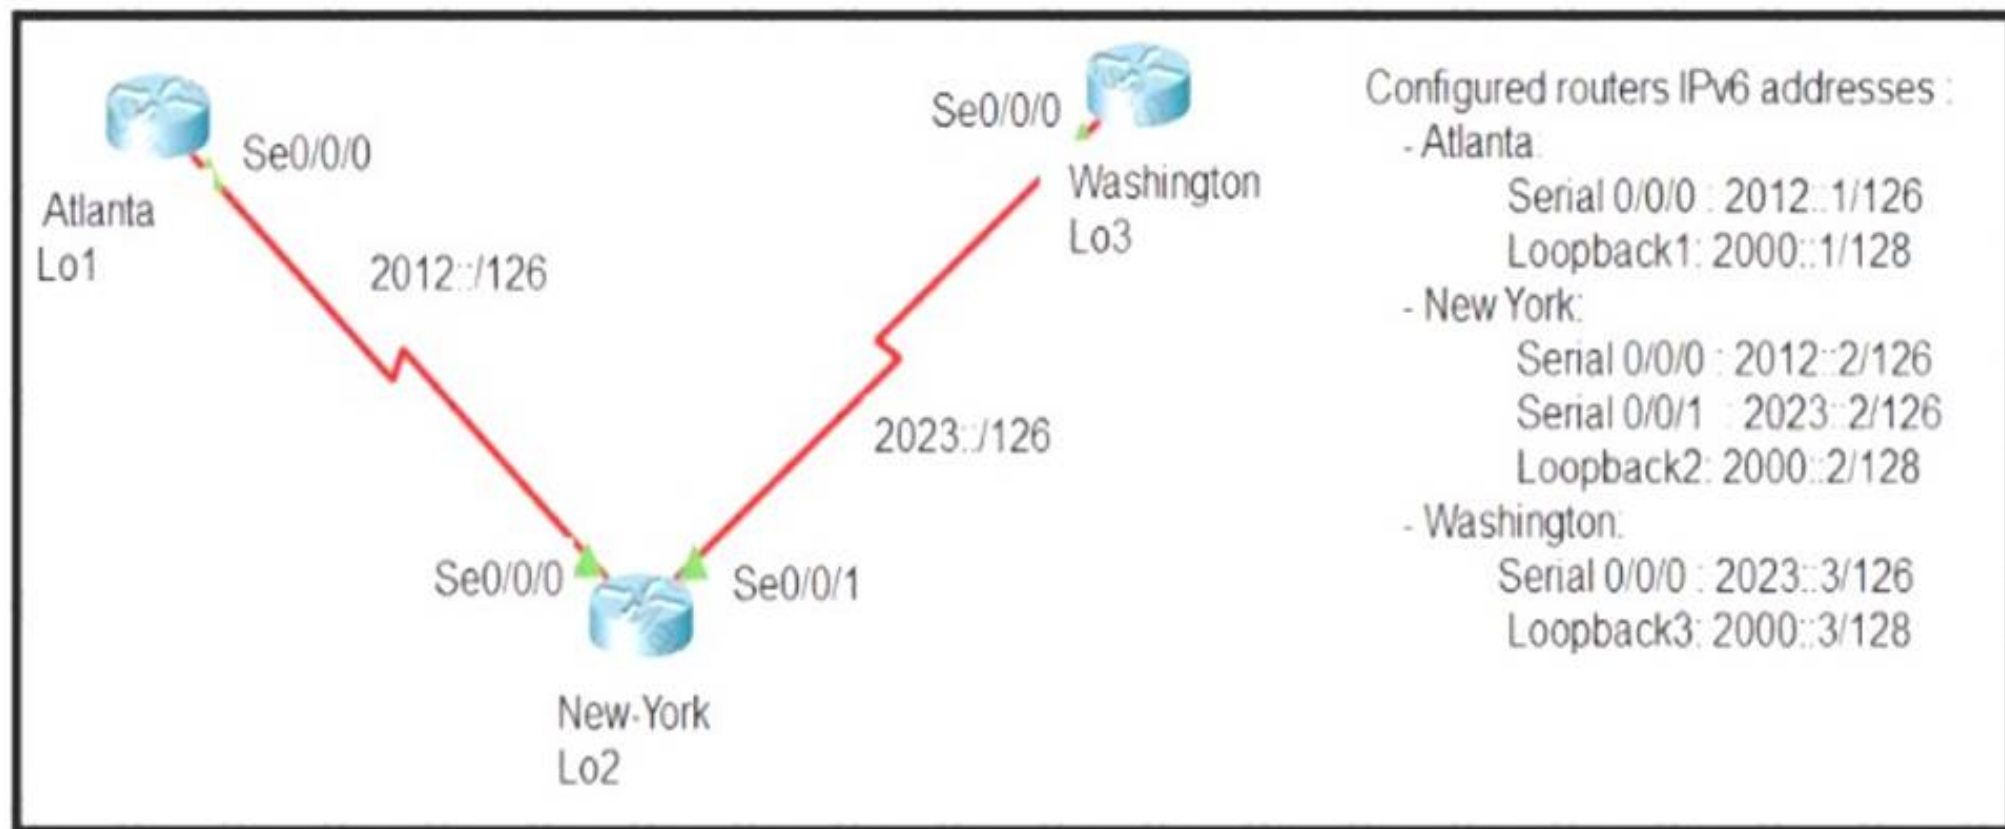 Se0/0/0
Atlanta
Lo1
2012::/126
Se0/0/0
Washington
Lo3
2023::/126
Se0/0/0
Se0/0/1
New-York
Lo2
Configured routers IPv6 addresses :
- Atlanta:
Serial 0/0/0 : 2012::1/126
Loopback1: 2000::1/128
- New York:
Serial 0/0/0 : 2012::2/126
Serial 0/0/1 : 2023::2/126
Loopback2: 2000::2/128
- Washington:
Serial 0/0/0 : 2023::3/126
Loopback3: 2000::3/128